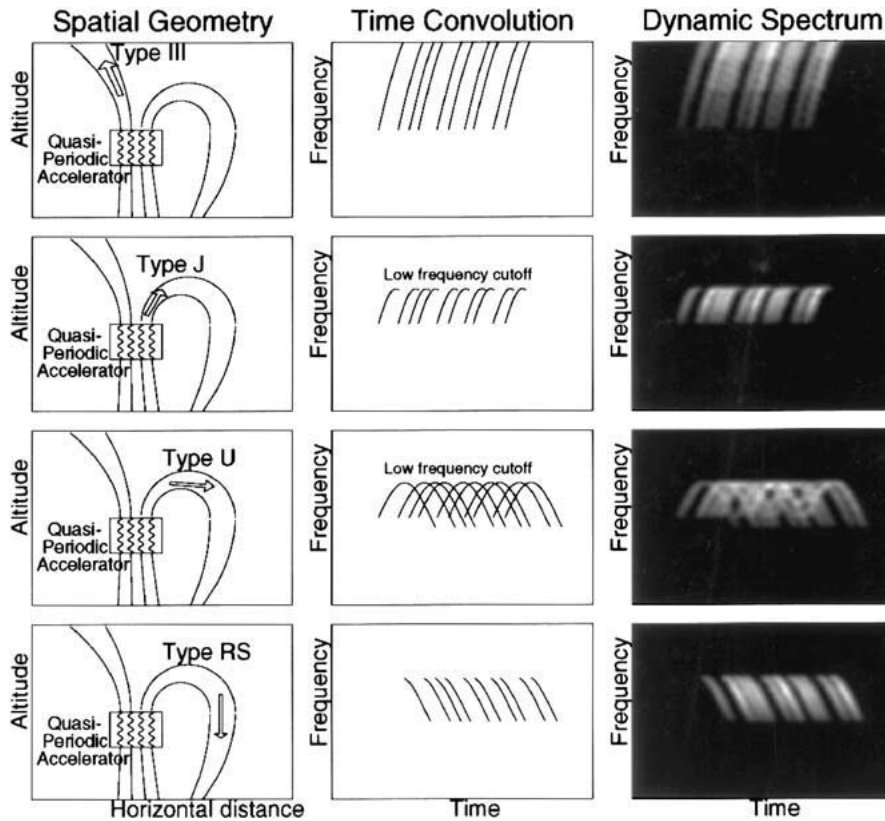 Spatial Geometry
Time Convolution
Dynamic Spectrum
Altitude
Type III
Quasi-
Periodic
Accelerator
Frequency
Frequency
Altitude
Type J
Quasi-
Periodic
Accelerator
Frequency
Low frequency cutoff
Frequency
Altitude
Type U
Quasi-
Periodic
Accelerator
Frequency
Low frequency cutoff
Frequency
Altitude
Type RS
Quasi-
Periodic
Accelerator
Frequency
Frequency
Horizontal distance
Time
Time